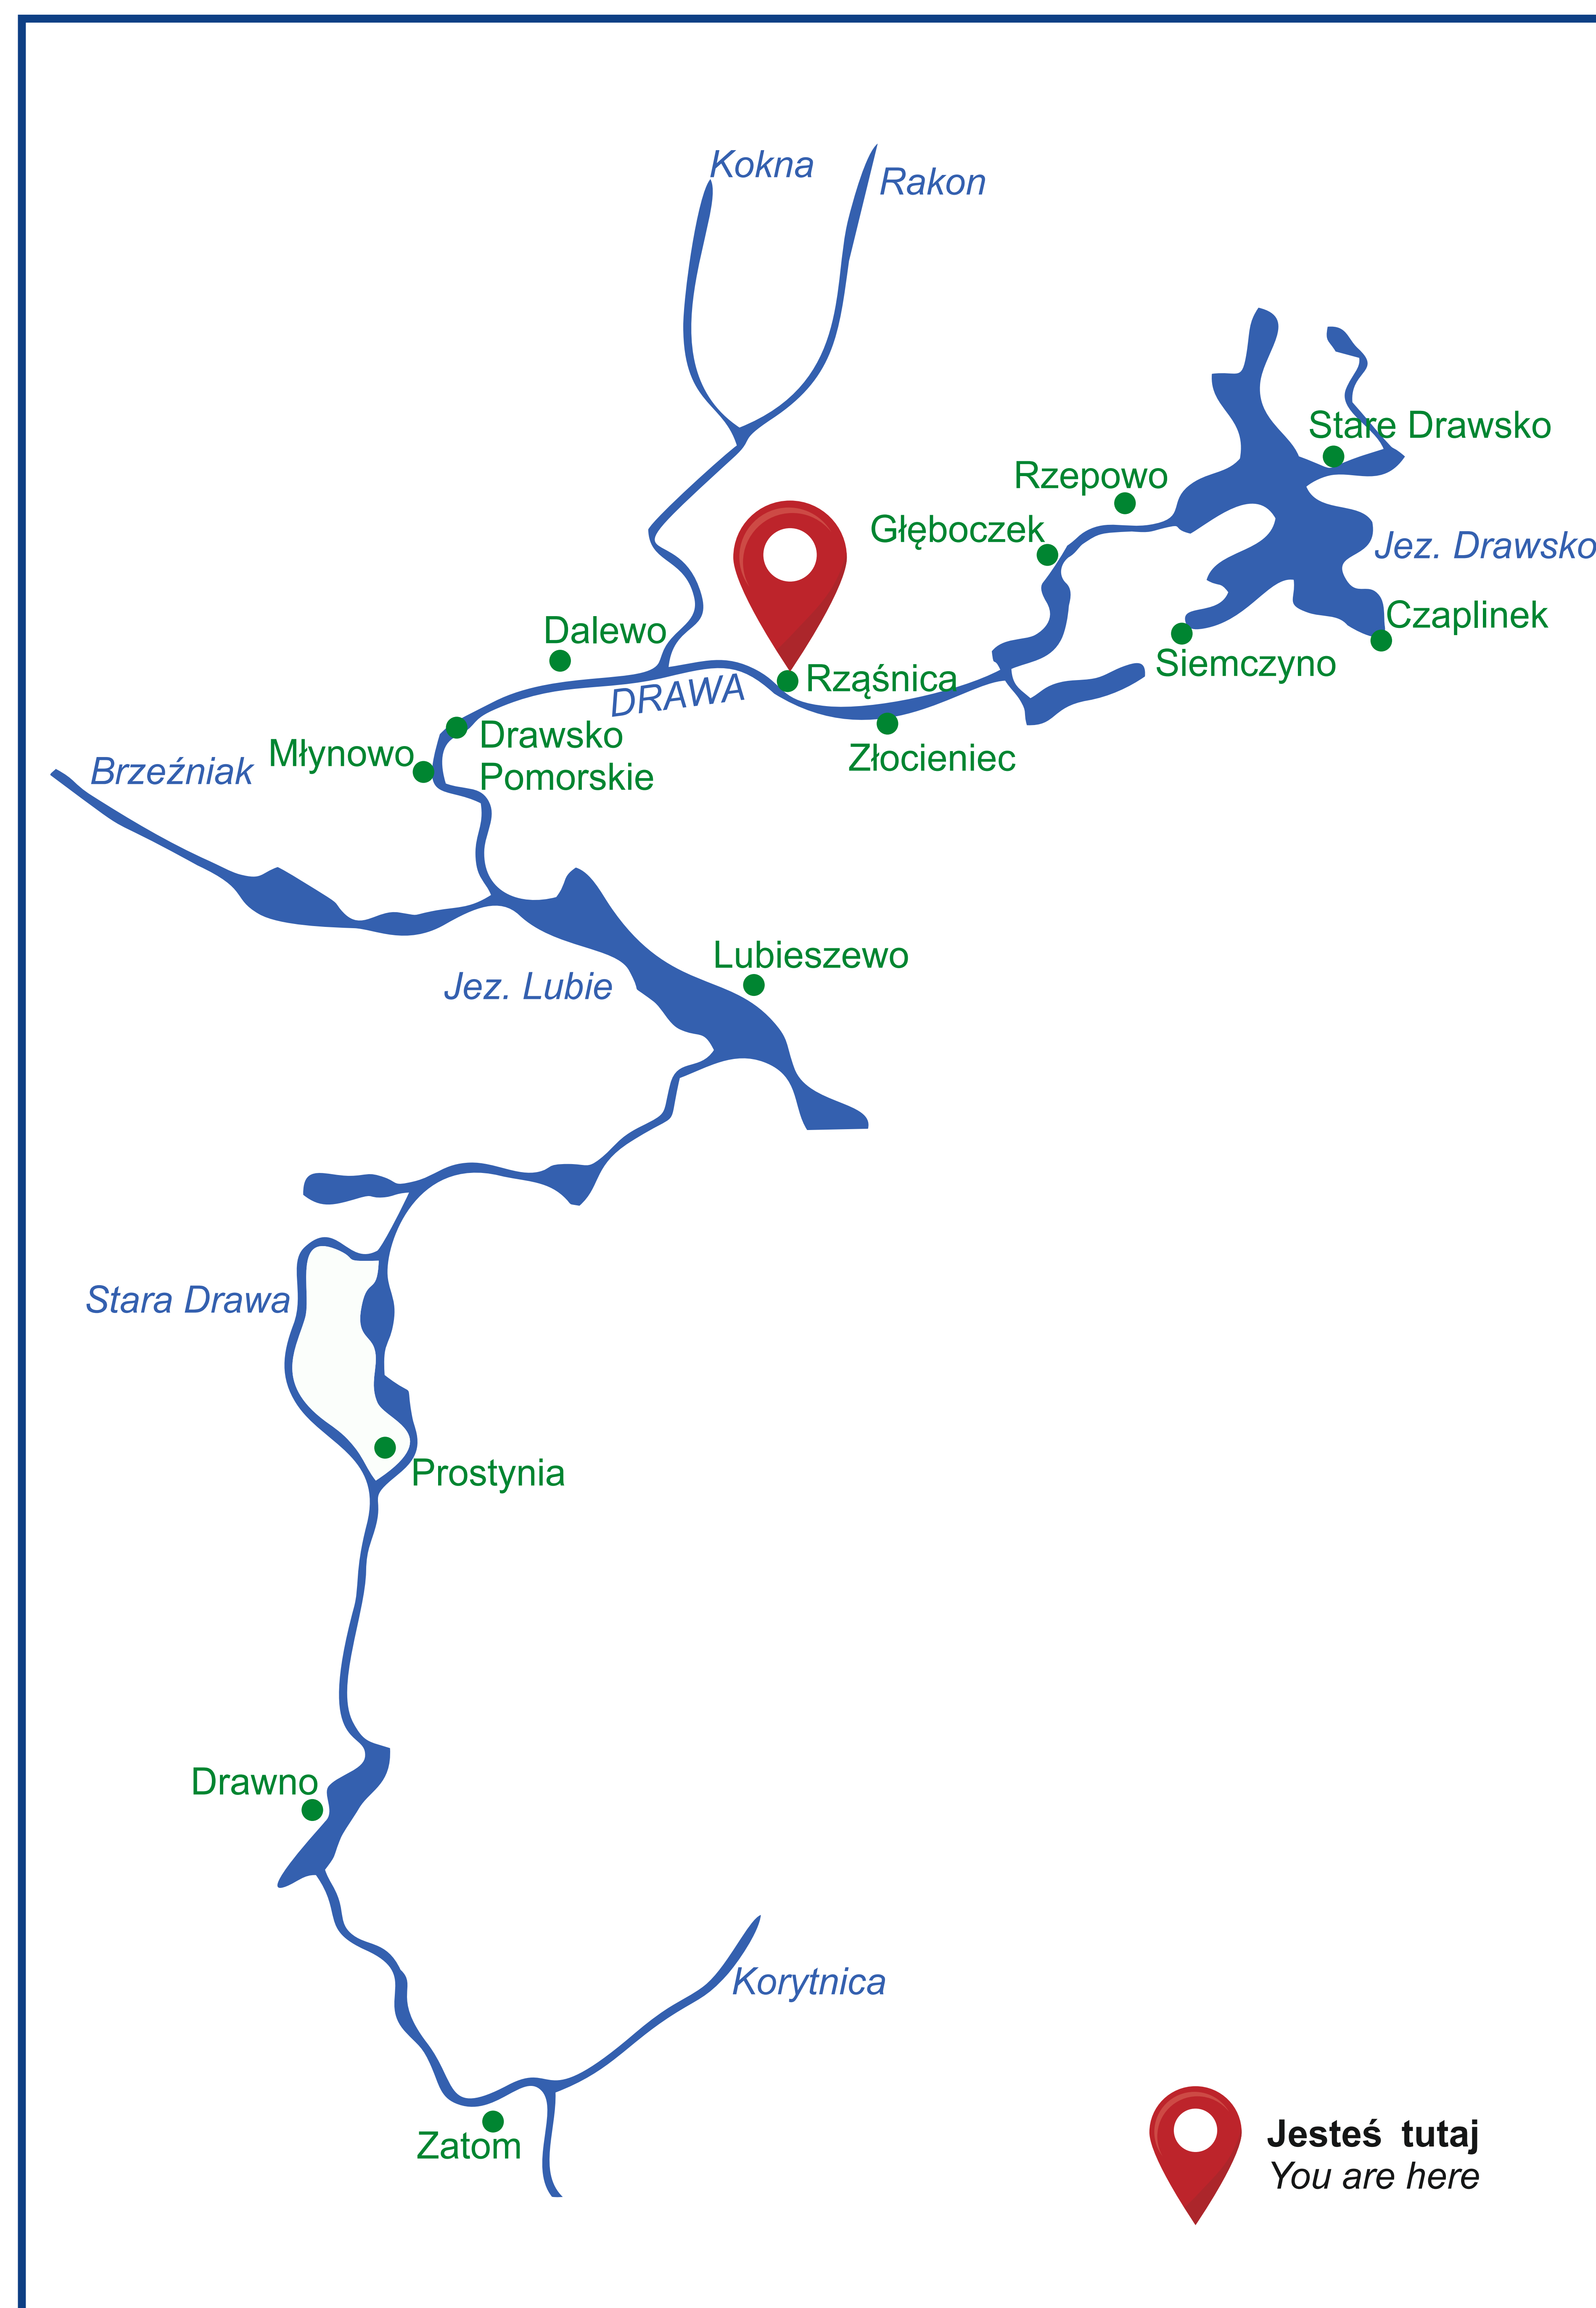 Kokna
Rakon
Stare Drawsko
Rzepowo
Głęboczek
Jez. Drawsko
Czaplinek
Dalewo
Siemczyno
Rząśnica
DRAWA
Drawsko
Pomorskie
Młynowo
Złocieniec
Brzeźniak
Lubieszewo
Jez. Lubie
Stara Drawa
Prostynia
Drawno
Korytnica
Zatom
Jesteś tutaj
You are here